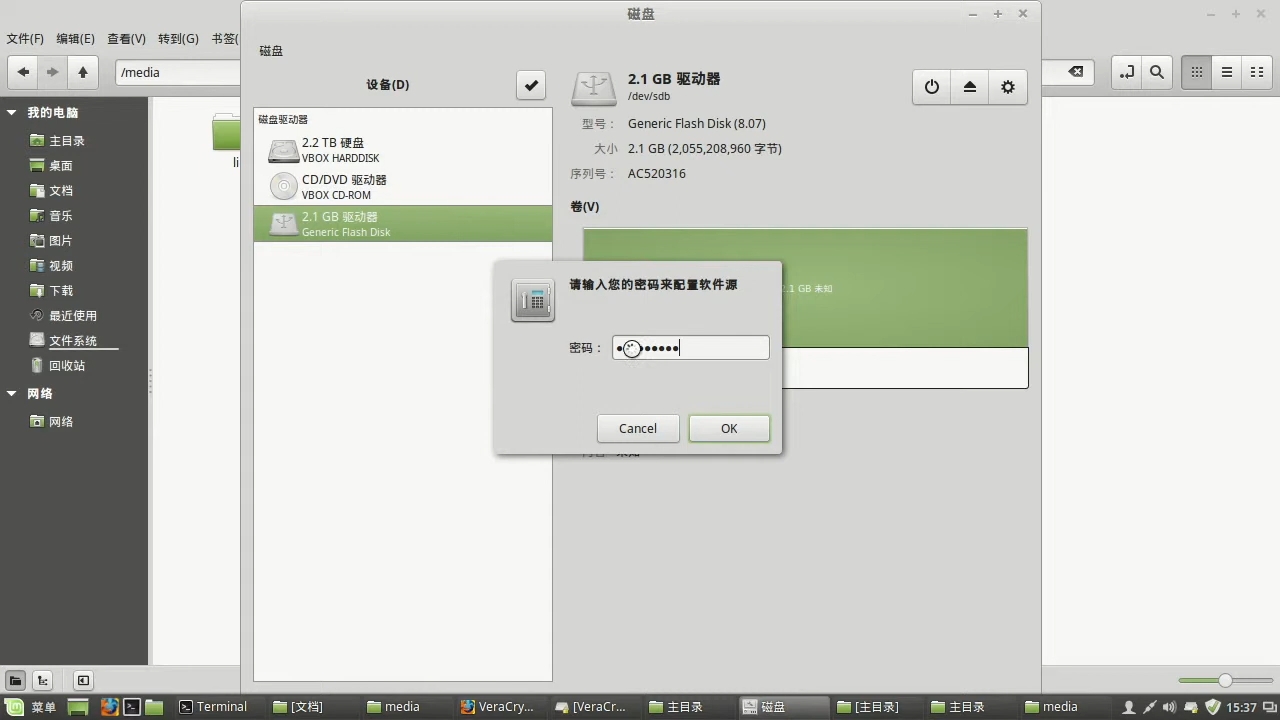 磁盘
文件(F) 编辑(E) 查看(V) 转到(G) 书签(
/media
我的电脑
主目录
桌面
文档
音乐
图片
视频
下载
最近使用
文件系统
回收站
网络
网络
li
磁盘
设备(D)
磁盘驱动器
2.2 TB 硬盘
VBOX HARDDISK
CD/DVD 驱动器
VBOX CD-ROM
2.1 GB 驱动器
Generic Flash Disk
2.1 GB 驱动器
/dev/sdb
型号： Generic Flash Disk (8.07)
大小 2.1 GB (2,055,208,960 字节)
序列号： AC520316
卷(V)
2.1 GB 未知
请输入您的密码来配置软件源
密码：
Cancel OK
菜单 Terminal [文档] media VeraCry... [VeraCr... 主目录 磁盘 [主目录] 主目录 media 15:37